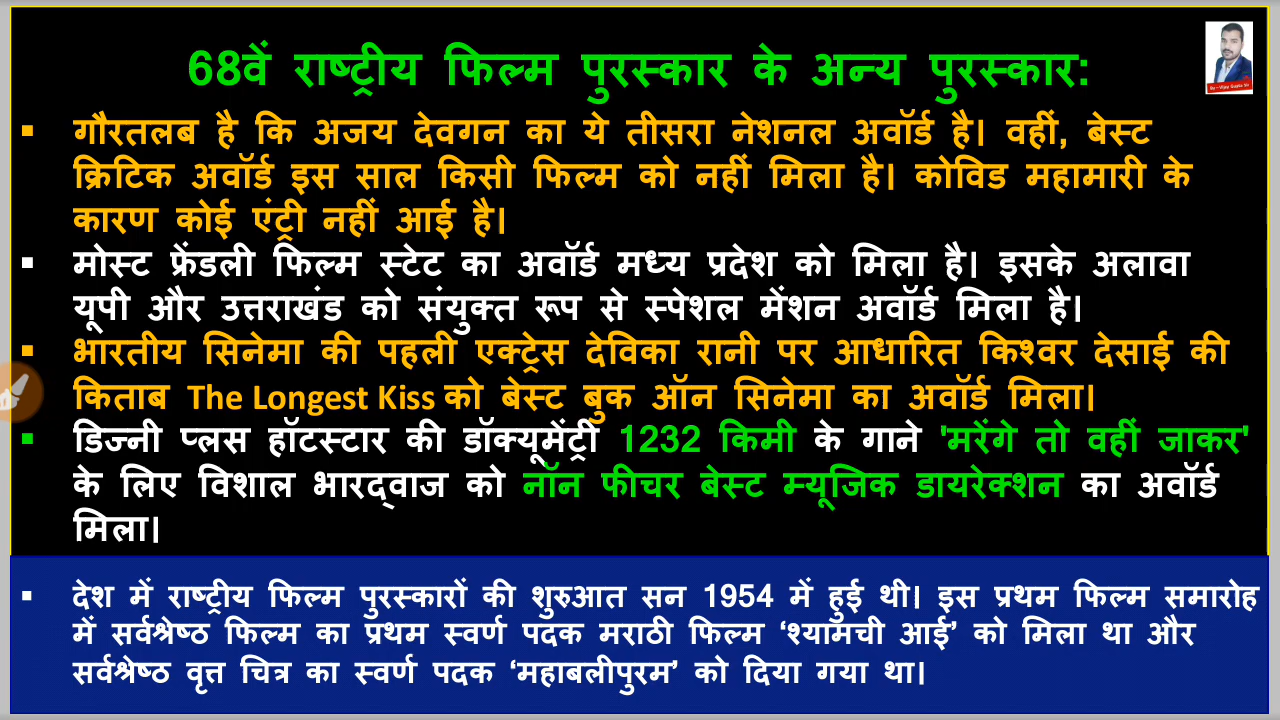 68वें राष्ट्रीय फिल्म पुरस्कार के अन्य पुरस्कार:
गौरतलब है कि अजय देवगन का ये तीसरा नेशनल अवॉर्ड है। वहीं, बेस्ट
क्रिटिक अवॉर्ड इस साल किसी फिल्म को नहीं मिला है। कोविड महामारी के
कारण कोई एंट्री नहीं आई है।
मोस्ट फ्रेंडली फिल्म स्टेट का अवॉर्ड मध्य प्रदेश को मिला है। इसके अलावा
यूपी और उत्तराखंड को संयुक्त रूप से स्पेशल मेंशन अवॉर्ड मिला है।
भारतीय सिनेमा की पहली एक्ट्रेस देविका रानी पर आधारित किश्वर देसाई की
किताब The Longest Kiss को बेस्ट बुक ऑन सिनेमा का अवॉर्ड मिला।
डिज्नी प्लस हॉटस्टार की डॉक्यूमेंट्री 1232 किमी के गाने 'मरेंगे तो वहीं जाकर'
के लिए विशाल भारद्वाज को नॉन फीचर बेस्ट म्यूजिक डायरेक्शन का अवॉर्ड
मिला।
देश में राष्ट्रीय फिल्म पुरस्कारों की शुरुआत सन 1954 में हुई थी। इस प्रथम फिल्म समारोह
में सर्वश्रेष्ठ फिल्म का प्रथम स्वर्ण पदक मराठी फिल्म ‘श्यामची आई’ को मिला था और
सर्वश्रेष्ठ वृत्त चित्र का स्वर्ण पदक ‘महाबलीपुरम’ को दिया गया था।